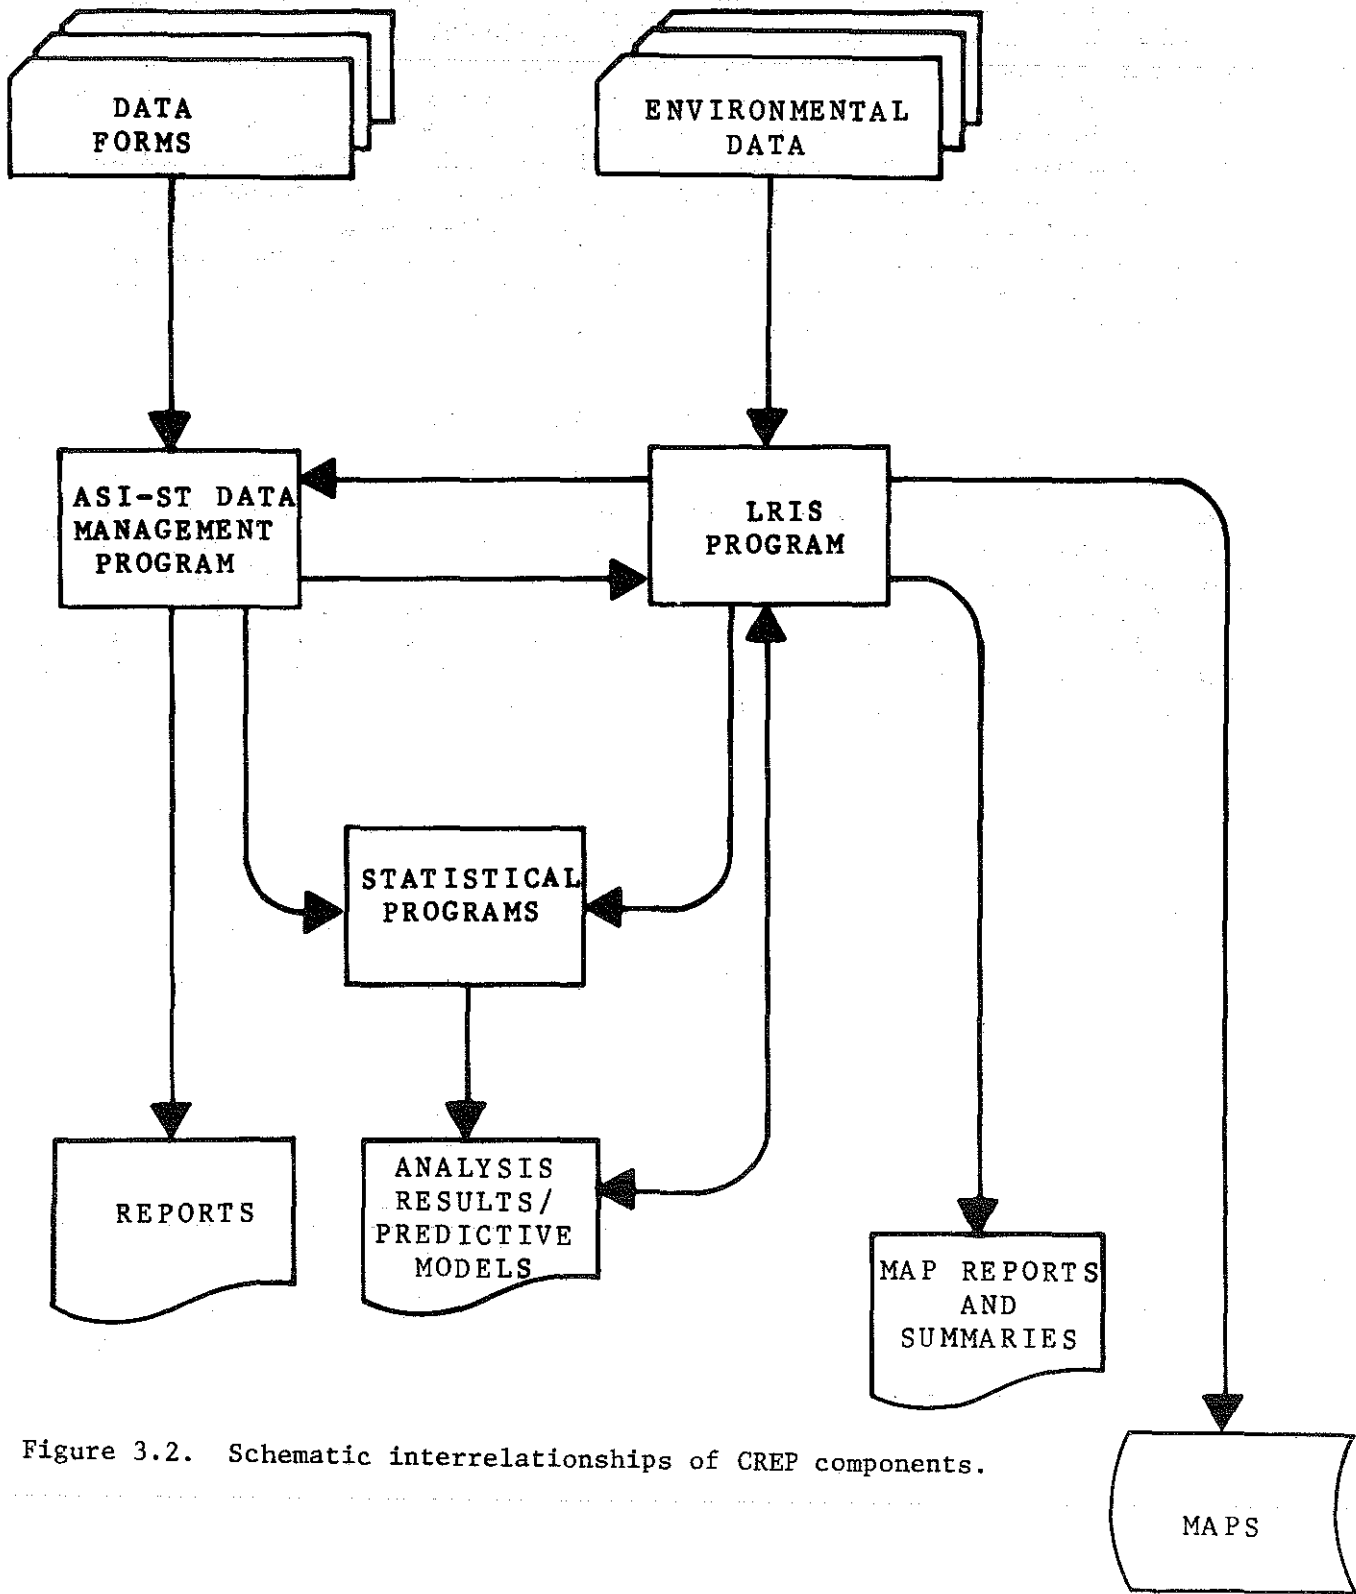 DATA
FORMS
ENVIRONMENTAL
DATA
ASI-ST DATA
MANAGEMENT
PROGRAM
LRIS
PROGRAM
STATISTICAL
PROGRAMS
REPORTS
ANALYSIS
RESULTS/
PREDICTIVE
MODELS
MAP REPORTS
AND
SUMMARIES
MAPS
Figure 3.2. Schematic interrelationships of CREP components.